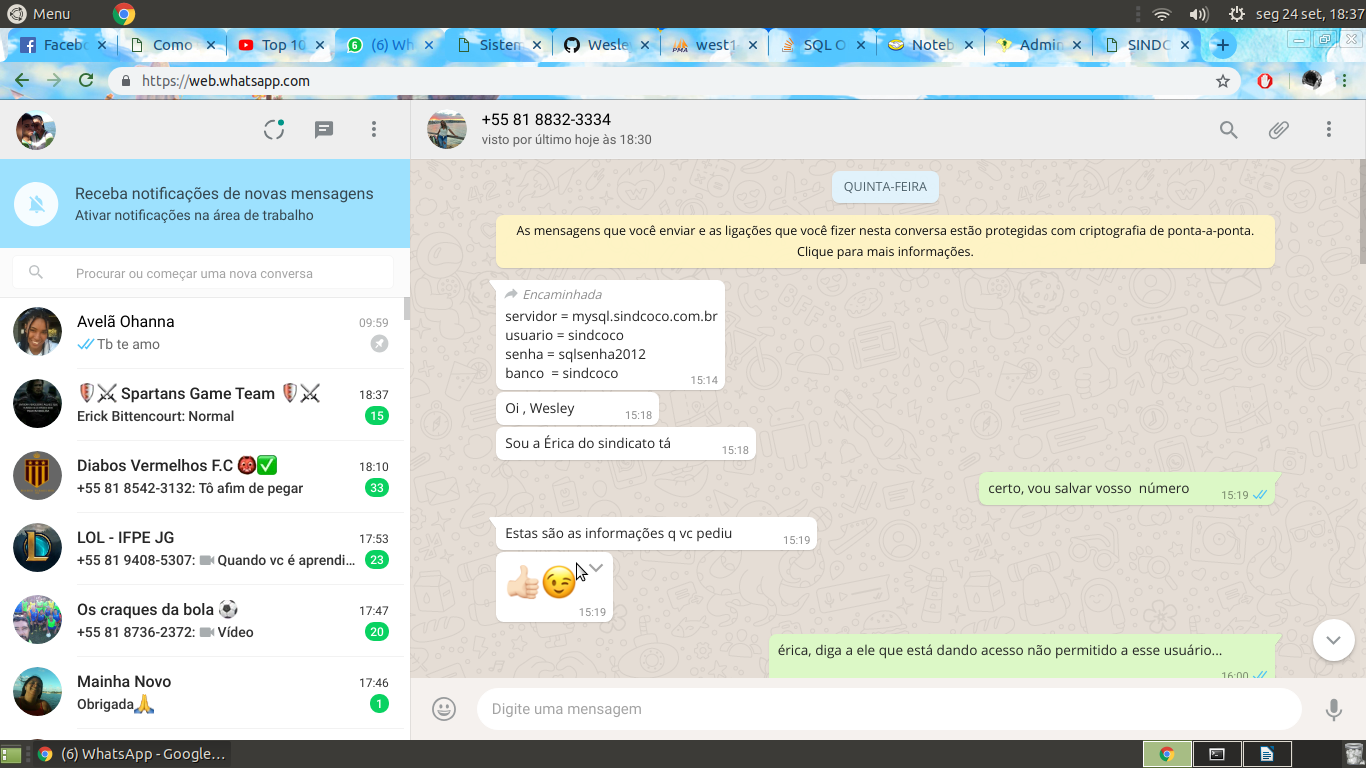 Menu
seg 24 set, 18:37
Faceb
Como
Top 10
(6) Wh
Sistem
Wesle
west1
SQL O
Noteb
Admin
SINDC
https://web.whatsapp.com
+55 81 8832-3334
visto por último hoje às 18:30
Receba notificações de novas mensagens
Ativar notificações na área de trabalho
Procurar ou começar uma nova conversa
Avelã Ohanna
09:59
Tb te amo
Spartans Game Team
18:37
Erick Bittencourt: Normal
15
Diabos Vermelhos F.C
18:10
+55 81 8542-3132: Tô afim de pegar
33
LOL - IFPE JG
17:53
+55 81 9408-5307: Quando vc é aprendi...
23
Os craques da bola
17:47
+55 81 8736-2372: Vídeo
20
Mainha Novo
17:46
Obrigada
1
QUINTA-FEIRA
As mensagens que você enviar e as ligações que você fizer nesta conversa estão protegidas com criptografia de ponta-a-ponta.
Clique para mais informações.
Encaminhada
servidor = mysql.sindcoco.com.br
usuario = sindcoco
senha = sqlsenha2012
banco  = sindcoco
15:14
Oi , Wesley
15:18
Sou a Érica do sindicato tá
15:18
certo, vou salvar vosso  número
15:19
Estas são as informações q vc pediu
15:19
15:19
érica, diga a ele que está dando acesso não permitido a esse usuário...
16:00
Digite uma mensagem
(6) WhatsApp - Google...